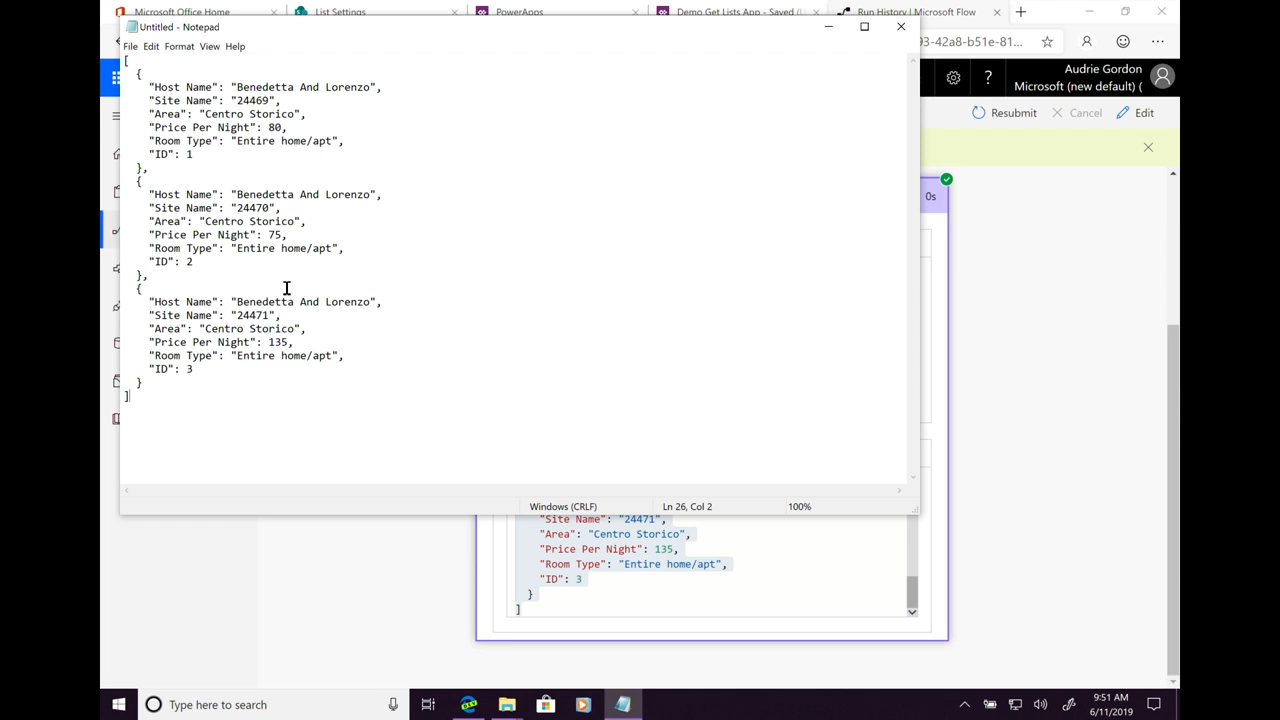 Microsoft Office Home
List Settings
PowerApps
Demo Get Lists App - Saved (
Run History | Microsoft Flow
Untitled - Notepad
93-42a8-b51e-81...
File Edit Format View Help
Audrie Gordon
Microsoft (new default) (
Resubmit
Cancel
Edit
0s
[
{
"Host Name": "Benedetta And Lorenzo",
"Site Name": "24469",
"Area": "Centro Storico",
"Price Per Night": 80,
"Room Type": "Entire home/apt",
"ID": 1
},
{
"Host Name": "Benedetta And Lorenzo",
"Site Name": "24470",
"Area": "Centro Storico",
"Price Per Night": 75,
"Room Type": "Entire home/apt",
"ID": 2
},
{
"Host Name": "Benedetta And Lorenzo",
"Site Name": "24471",
"Area": "Centro Storico",
"Price Per Night": 135,
"Room Type": "Entire home/apt",
"ID": 3
}
]
Windows (CRLF)
Ln 26, Col 2
100%
"Site Name": "24471",
"Area": "Centro Storico",
"Price Per Night": 135,
"Room Type": "Entire home/apt",
"ID": 3
}
]
Type here to search
9:51 AM
6/11/2019